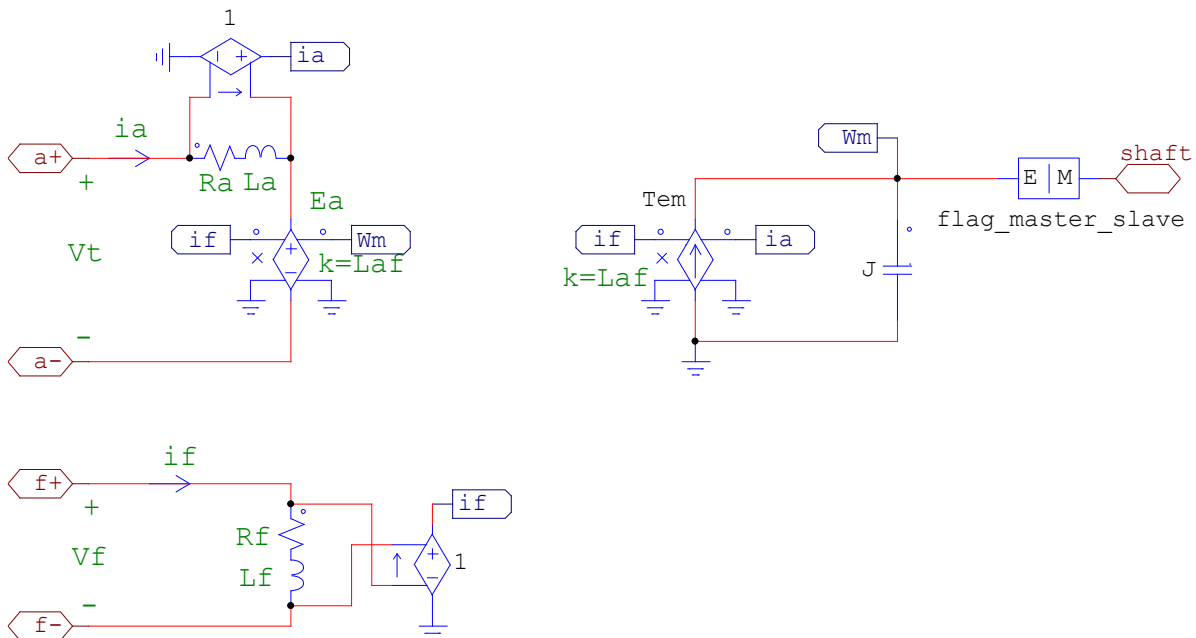 1
ia
ia
a+
+
Ra La
Ea
if
Wm
k=Laf
Vt
-
a-
Wm
shaft
E M
flag_master_slave
Tem
if
ia
k=Laf
J
if
f+
+
if
Rf
Vf
1
Lf
-
f-